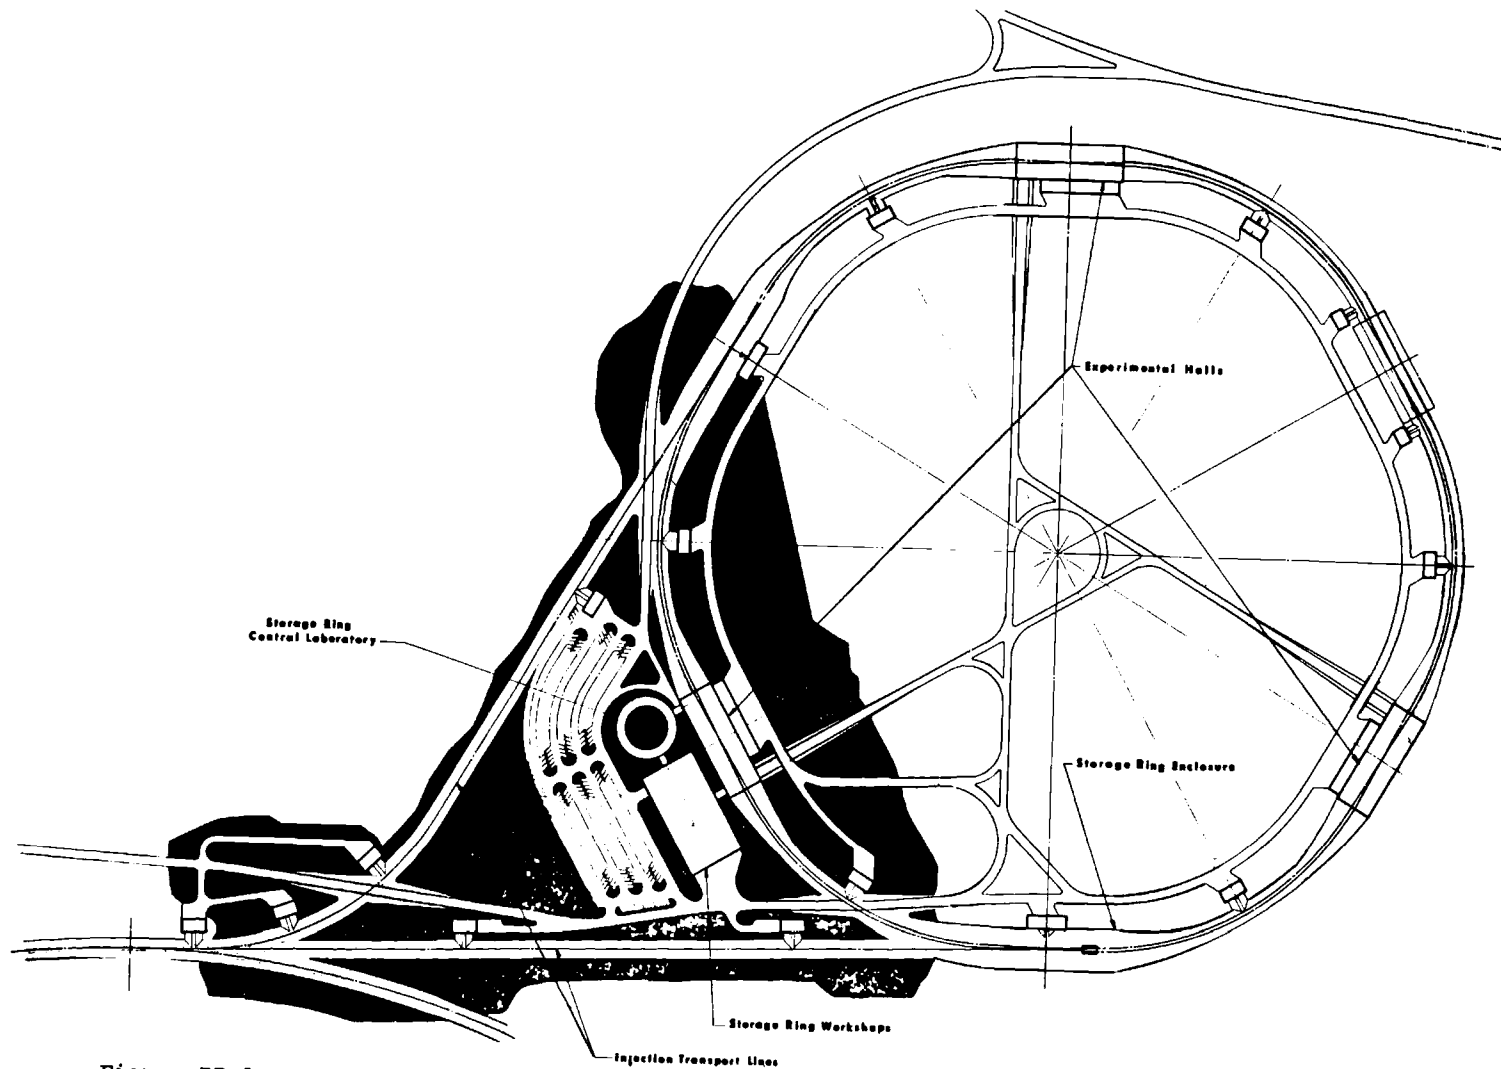 Experimental Halls
Storage Ring
Central Laboratory
Storage Ring Enclosure
Storage Ring Workshops
Injection Transport Lines